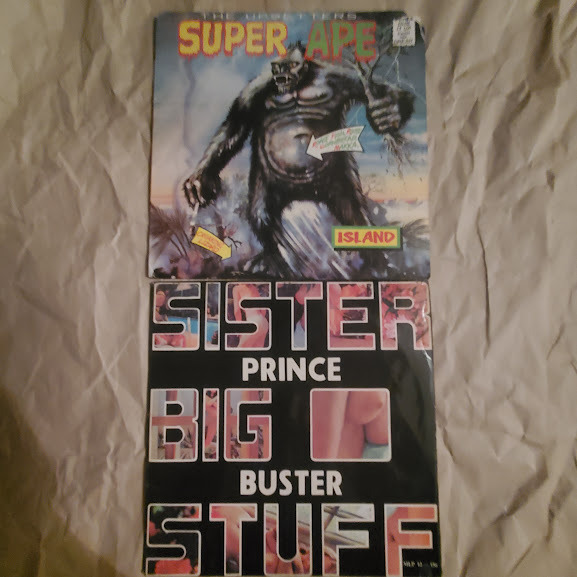 THE UPSETTERS
SUPER APE
ISLAND
SISTER
PRINCE
BIG
BUSTER
STUFF